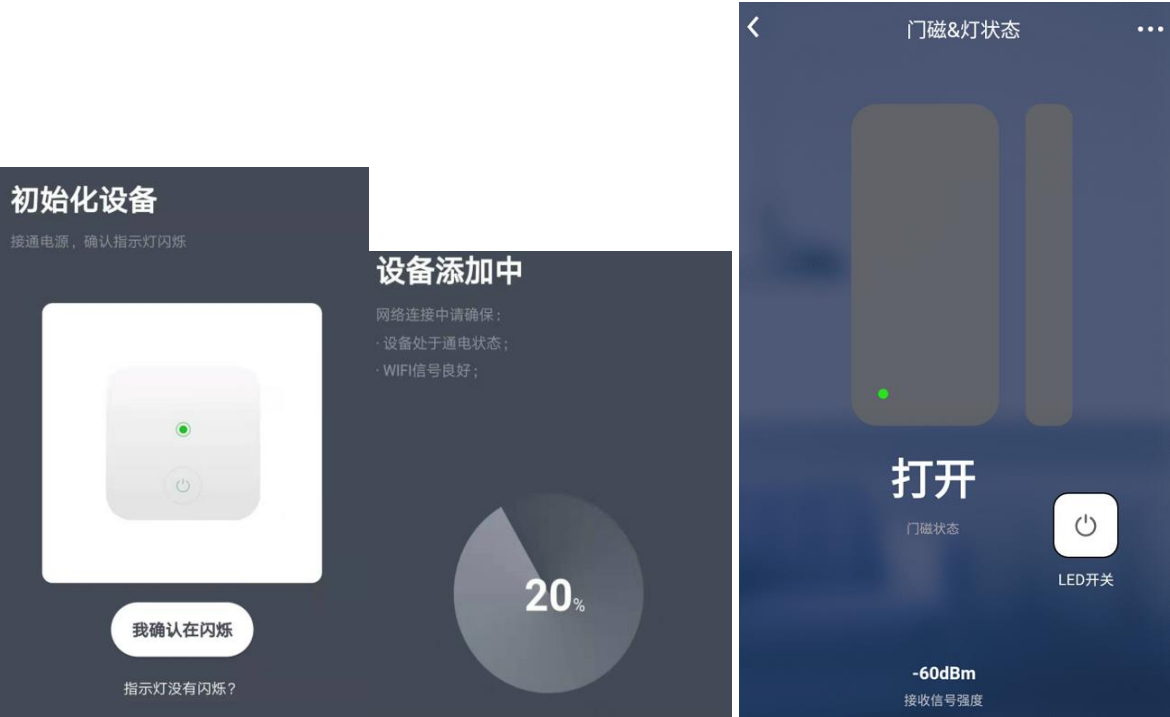 初始化设备
接通电源，确认指示灯闪烁
我确认在闪烁
指示灯没有闪烁？
设备添加中
网络连接中请确保：
·设备处于通电状态；
·WIFI信号良好；
20%
门磁&灯状态
打开
门磁状态
LED开关
-60dBm
接收信号强度